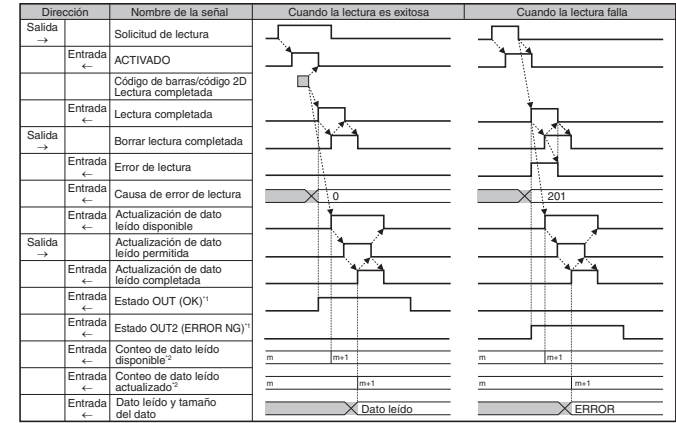 Dirección Nombre de la señal Cuando la lectura es exitosa Cuando la lectura falla
Salida
→
Solicitud de lectura
Entrada
←
ACTIVADO
Código de barras/código 2D
Lectura completada
Entrada
←
Lectura completada
Salida
→
Borrar lectura completada
Entrada
←
Error de lectura
Entrada
←
Causa de error de lectura
0
201
Entrada
←
Actualización de dato
leído disponible
Salida
→
Actualización de dato
leído permitida
Entrada
←
Actualización de dato
leído completada
Entrada
←
Estado OUT (OK)*1
Entrada
←
Estado OUT2 (ERROR NG)*1
Entrada
←
Conteo de dato leído
disponible*2
m m+1 m m+1
Entrada
←
Conteo de dato leído
actualizado*2
m m+1 m m+1
Entrada
←
Dato leído y tamaño
del dato
Dato leído
ERROR